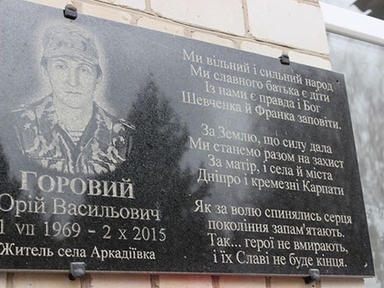 Ми вільний і сильний народ
Ми славного батька є діти
Із нами є правда і Бог
Шевченка й Франка заповіти.
За Землю, що силу дала
Ми станемо разом на захист
За матір, і села й міста
Дніпро і кремезні Карпати
Як за волю спинялись серця
покоління запам'ятають.
Так... герої не вмирають,
і їх Славі не буде кінця.
ГОРОВИЙ
Юрій Васильович
1 VII 1969 - 2 X 2015
Житель села Аркадіївка